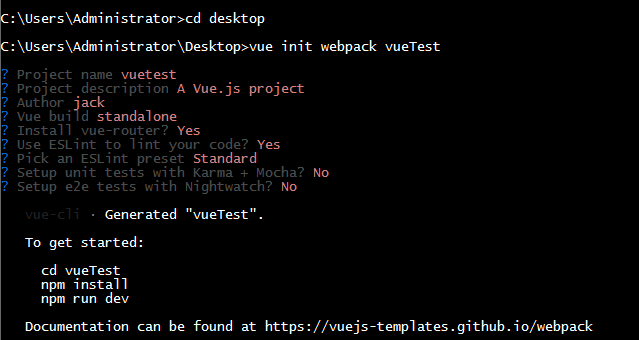 C:\Users\Administrator>cd desktop
C:\Users\Administrator\Desktop>vue init webpack vueTest
? Project name vuetest
? Project description A Vue.js project
? Author jack
? Vue build standalone
? Install vue-router? Yes
? Use ESLint to lint your code? Yes
? Pick an ESLint preset Standard
? Setup unit tests with Karma + Mocha? No
? Setup e2e tests with Nightwatch? No
vue-cli · Generated "vueTest".
To get started:
cd vueTest
npm install
npm run dev
Documentation can be found at https://vuejs-templates.github.io/webpack